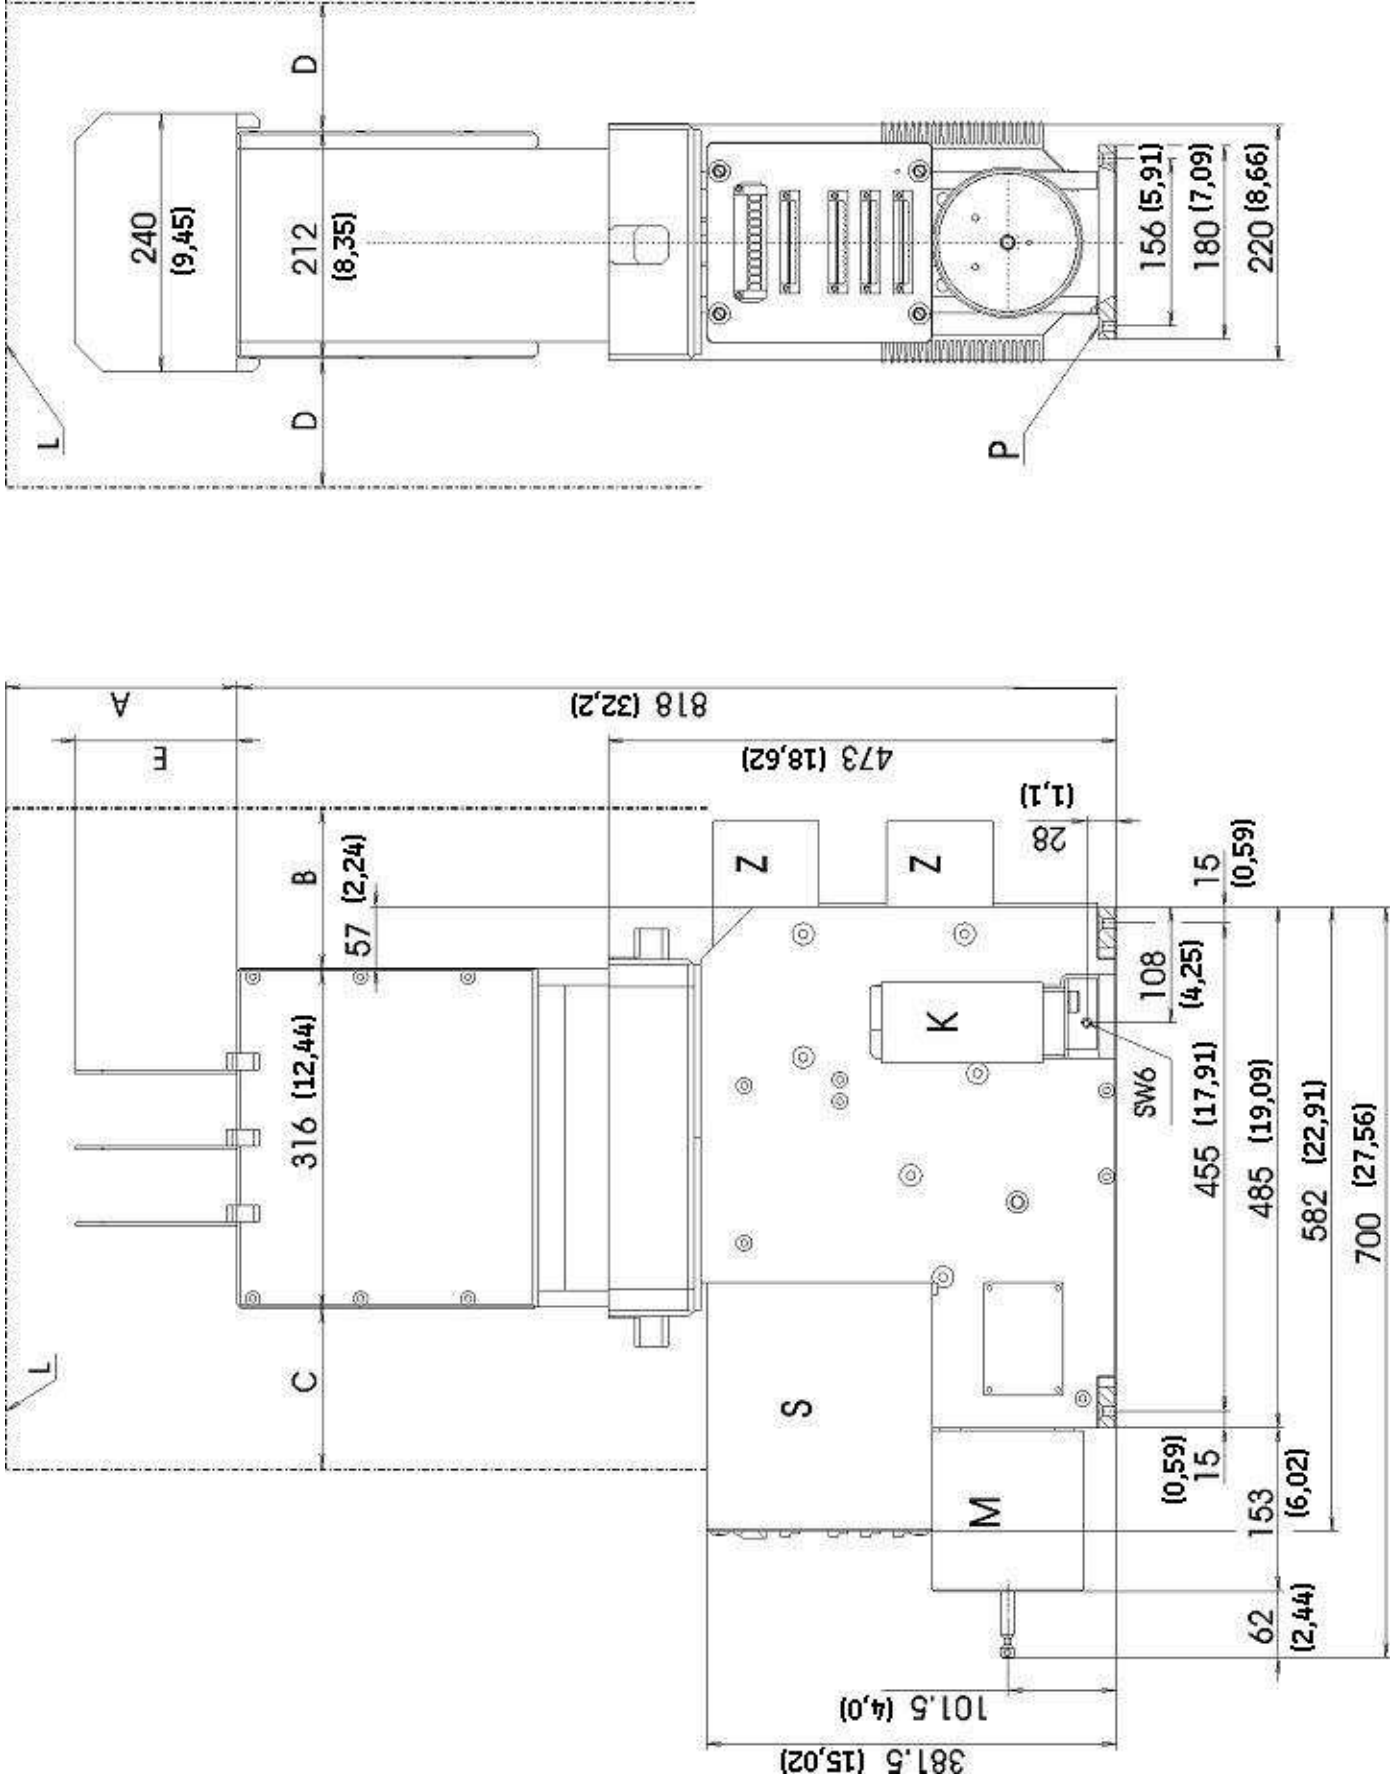 D
240
(9,45)
212
(8,35)
D
L
P
156 (5,91)
180 (7,09)
220 (8,66)
A
E
818 (32,2)
473 (18,62)
28
(1,1)
B
57 (2,24)
Z
Z
15
(0,59)
316 (12,44)
K
108
(4,25)
SW6
455 (17,91)
485 (19,09)
582 (22,91)
700 (27,56)
L
C
S
M
(0,59)
15
153
(6,02)
62
(2,44)
101.5 (4,0)
381.5 (15,02)